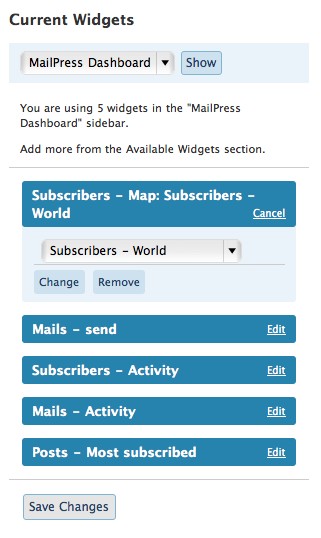 Current Widgets
MailPress Dashboard Show
You are using 5 widgets in the "MailPress
Dashboard" sidebar.
Add more from the Available Widgets section.
Subscribers – Map: Subscribers –
World Cancel
Subscribers – World
Change Remove
Mails – send Edit
Subscribers – Activity Edit
Mails – Activity Edit
Posts – Most subscribed Edit
Save Changes